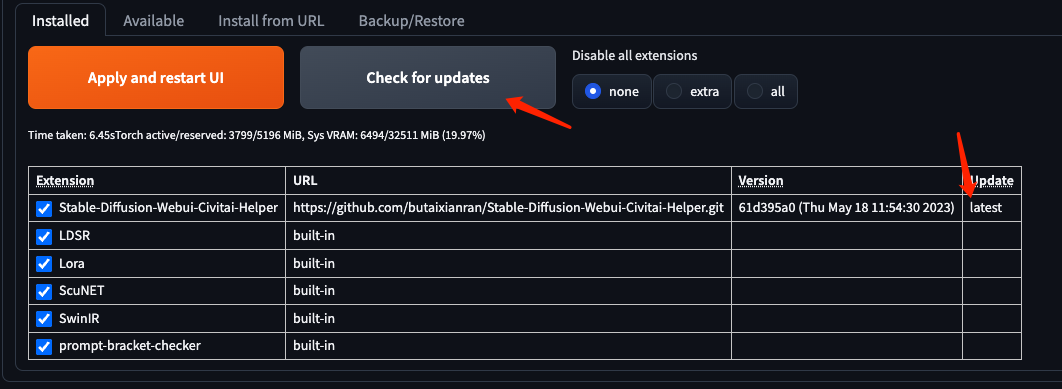 Installed Available Install from URL Backup/Restore
Apply and restart UI Check for updates Disable all extensions
none extra all
Time taken: 6.45sTorch active/reserved: 3799/5196 MiB, Sys VRAM: 6494/32511 MiB (19.97%)
Extension URL Version Update
Stable-Diffusion-Webui-Civitai-Helper https://github.com/butaixianran/Stable-Diffusion-Webui-Civitai-Helper.git 61d395a0 (Thu May 18 11:54:30 2023) latest
LDSR built-in
Lora built-in
ScuNET built-in
SwinIR built-in
prompt-bracket-checker built-in